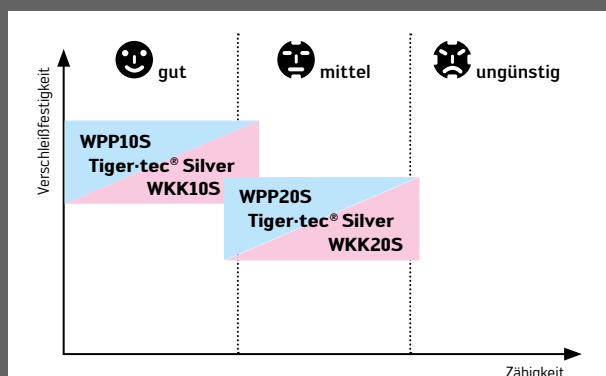 gut
mittel
ungünstig
Verschleißfestigkeit
WPP10S
Tiger·tec® Silver
WKK10S
WPP20S
Tiger·tec® Silver
WKK20S
Zähigkeit